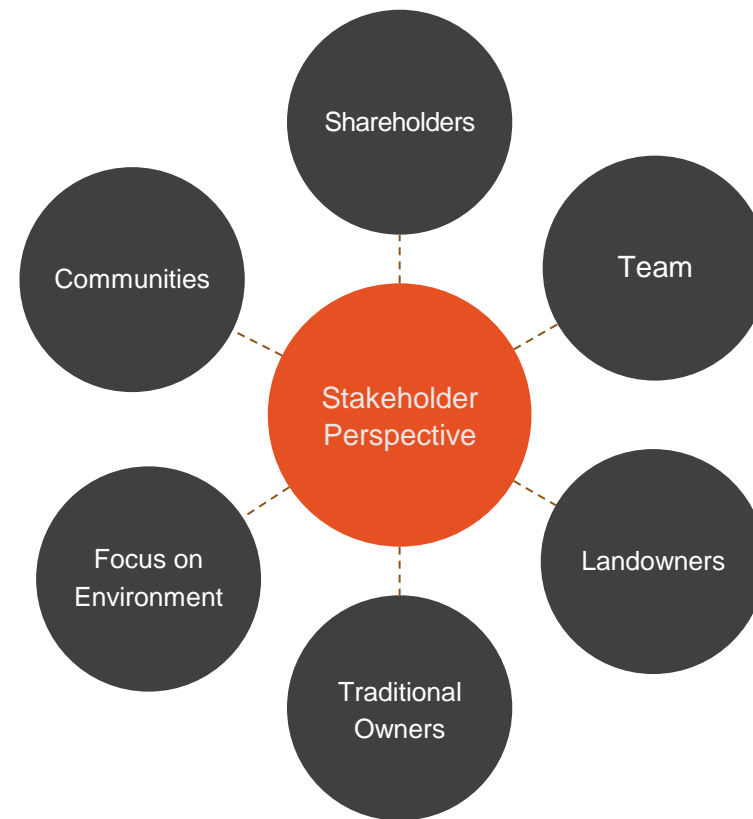 Shareholders
Team
Communities
Stakeholder
Perspective
Focus on
Environment
Landowners
Traditional
Owners